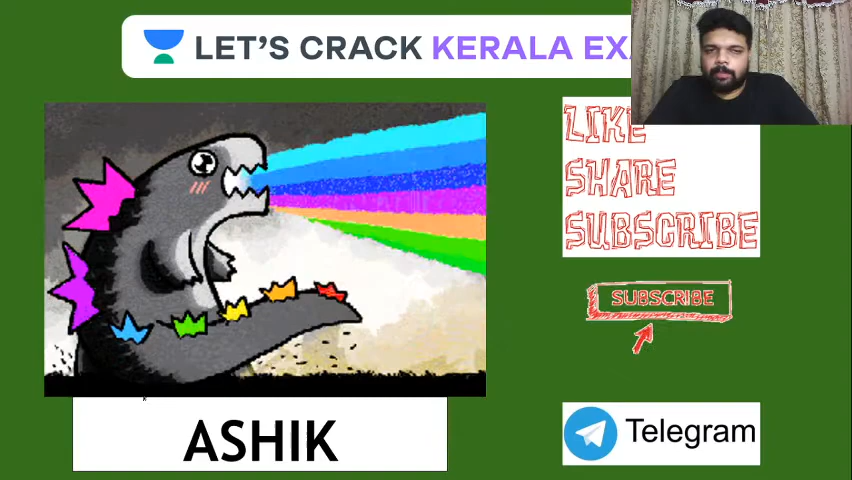 LET'S CRACK KERALA EX
LIKE
SHARE
SUBSCRIBE
SUBSCRIBE
ASHIK
Telegram